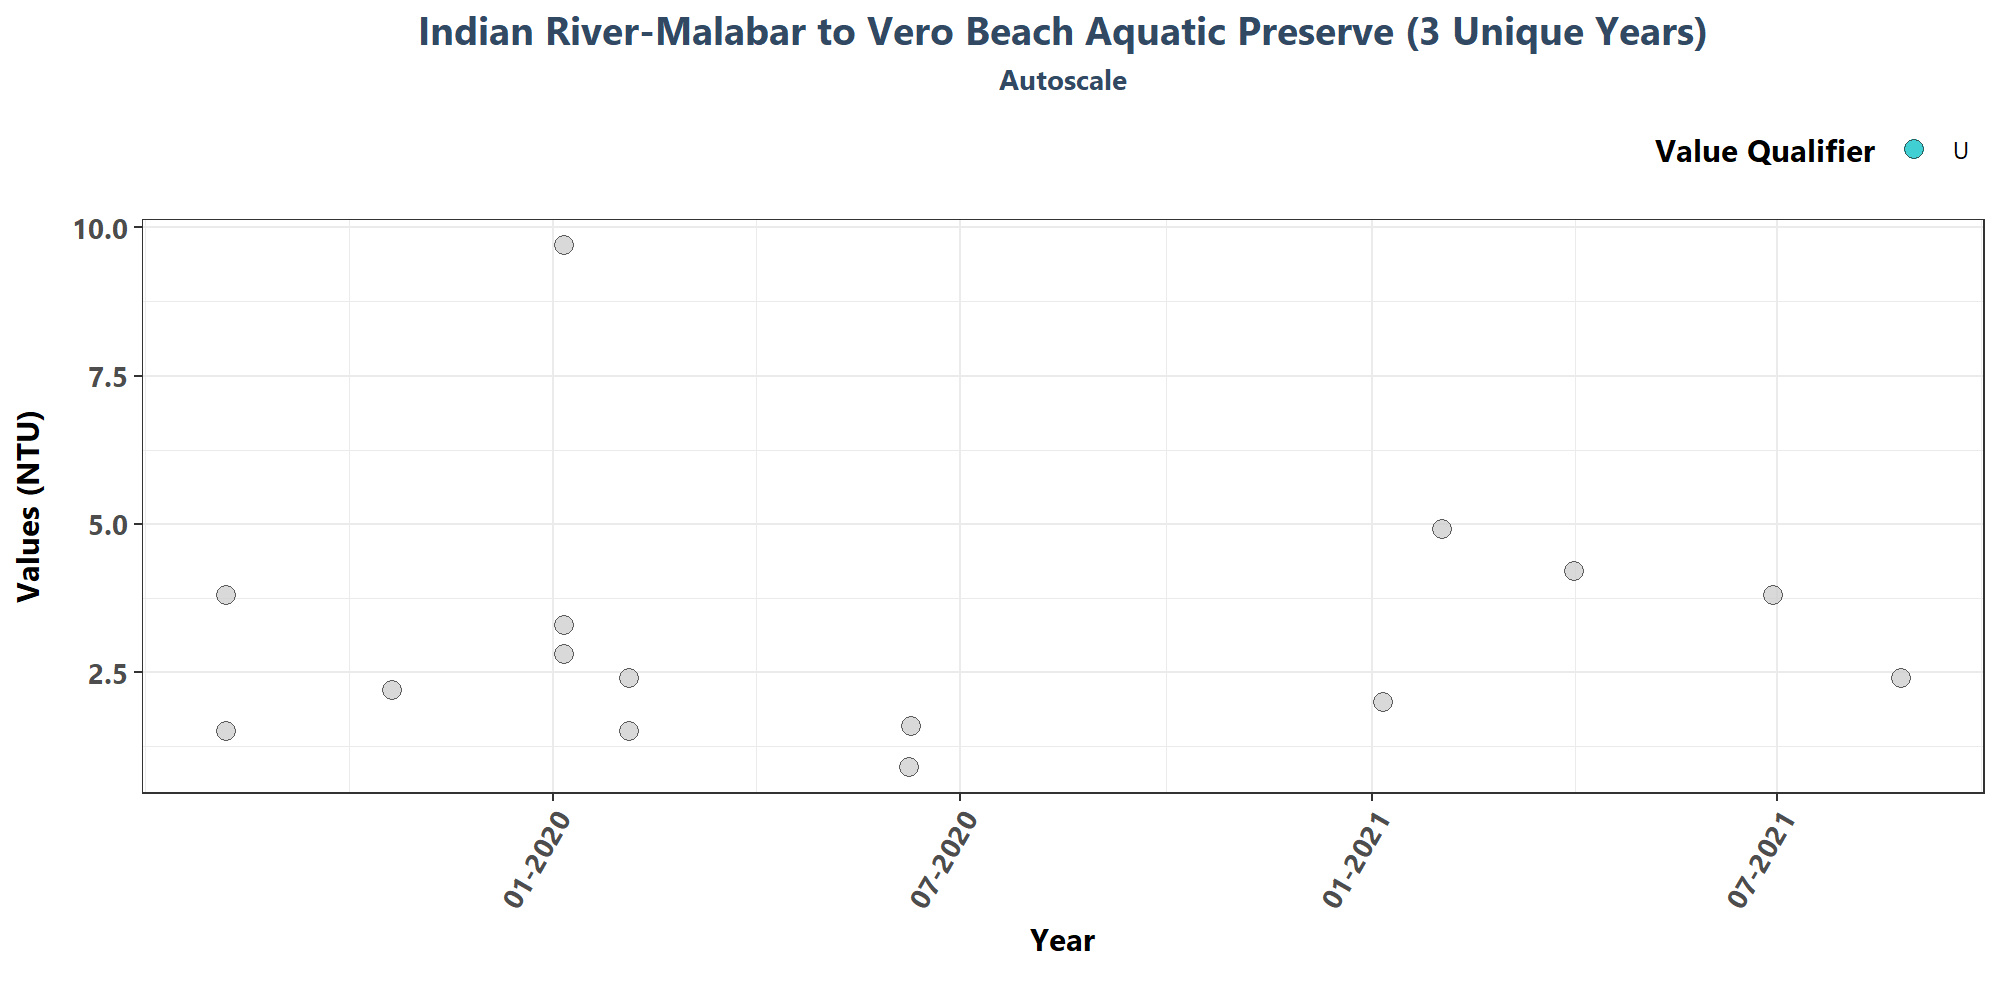 Indian River-Malabar to Vero Beach Aquatic Preserve (3 Unique Years)
Autoscale
Value Qualifier U
Values (NTU)
10.0
7.5
5.0
2.5
01-2020
07-2020
01-2021
07-2021
Year